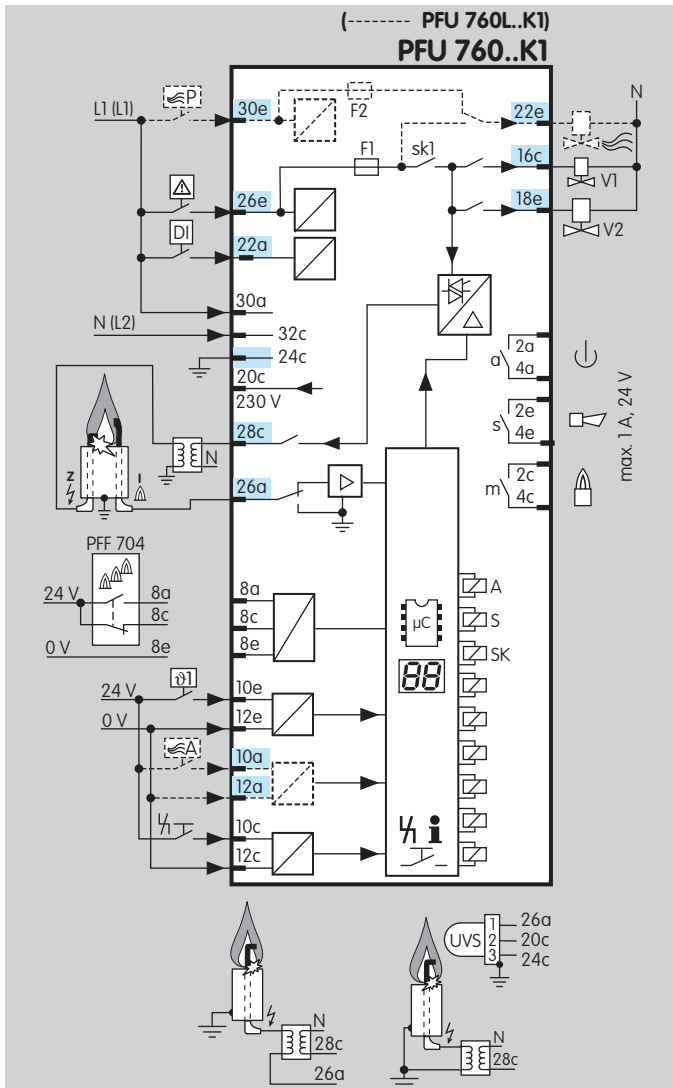 (------- PFU 760L..K1)
PFU 760..K1
L1 (L1)
P
30e
F2
22e
N
F1
sk1
16c
V1
26e
18e
DI
V2
22a
30a
N (L2)
32c
24c
20c
230 V
2a
a
4a
2e
s
4e
2c
m
4c
max. 1 A, 24 V
28c
N
Z
I
26a
PFF 704
24 V
8a
8c
0 V
8e
8a
8c
8e
µC
88
A
S
SK
ϑ1
24 V
10e
0 V
12e
A
10a
12a
10c
12c
i
N
28c
26a
UVS
1
2
3
26a
20c
24c
N
28c